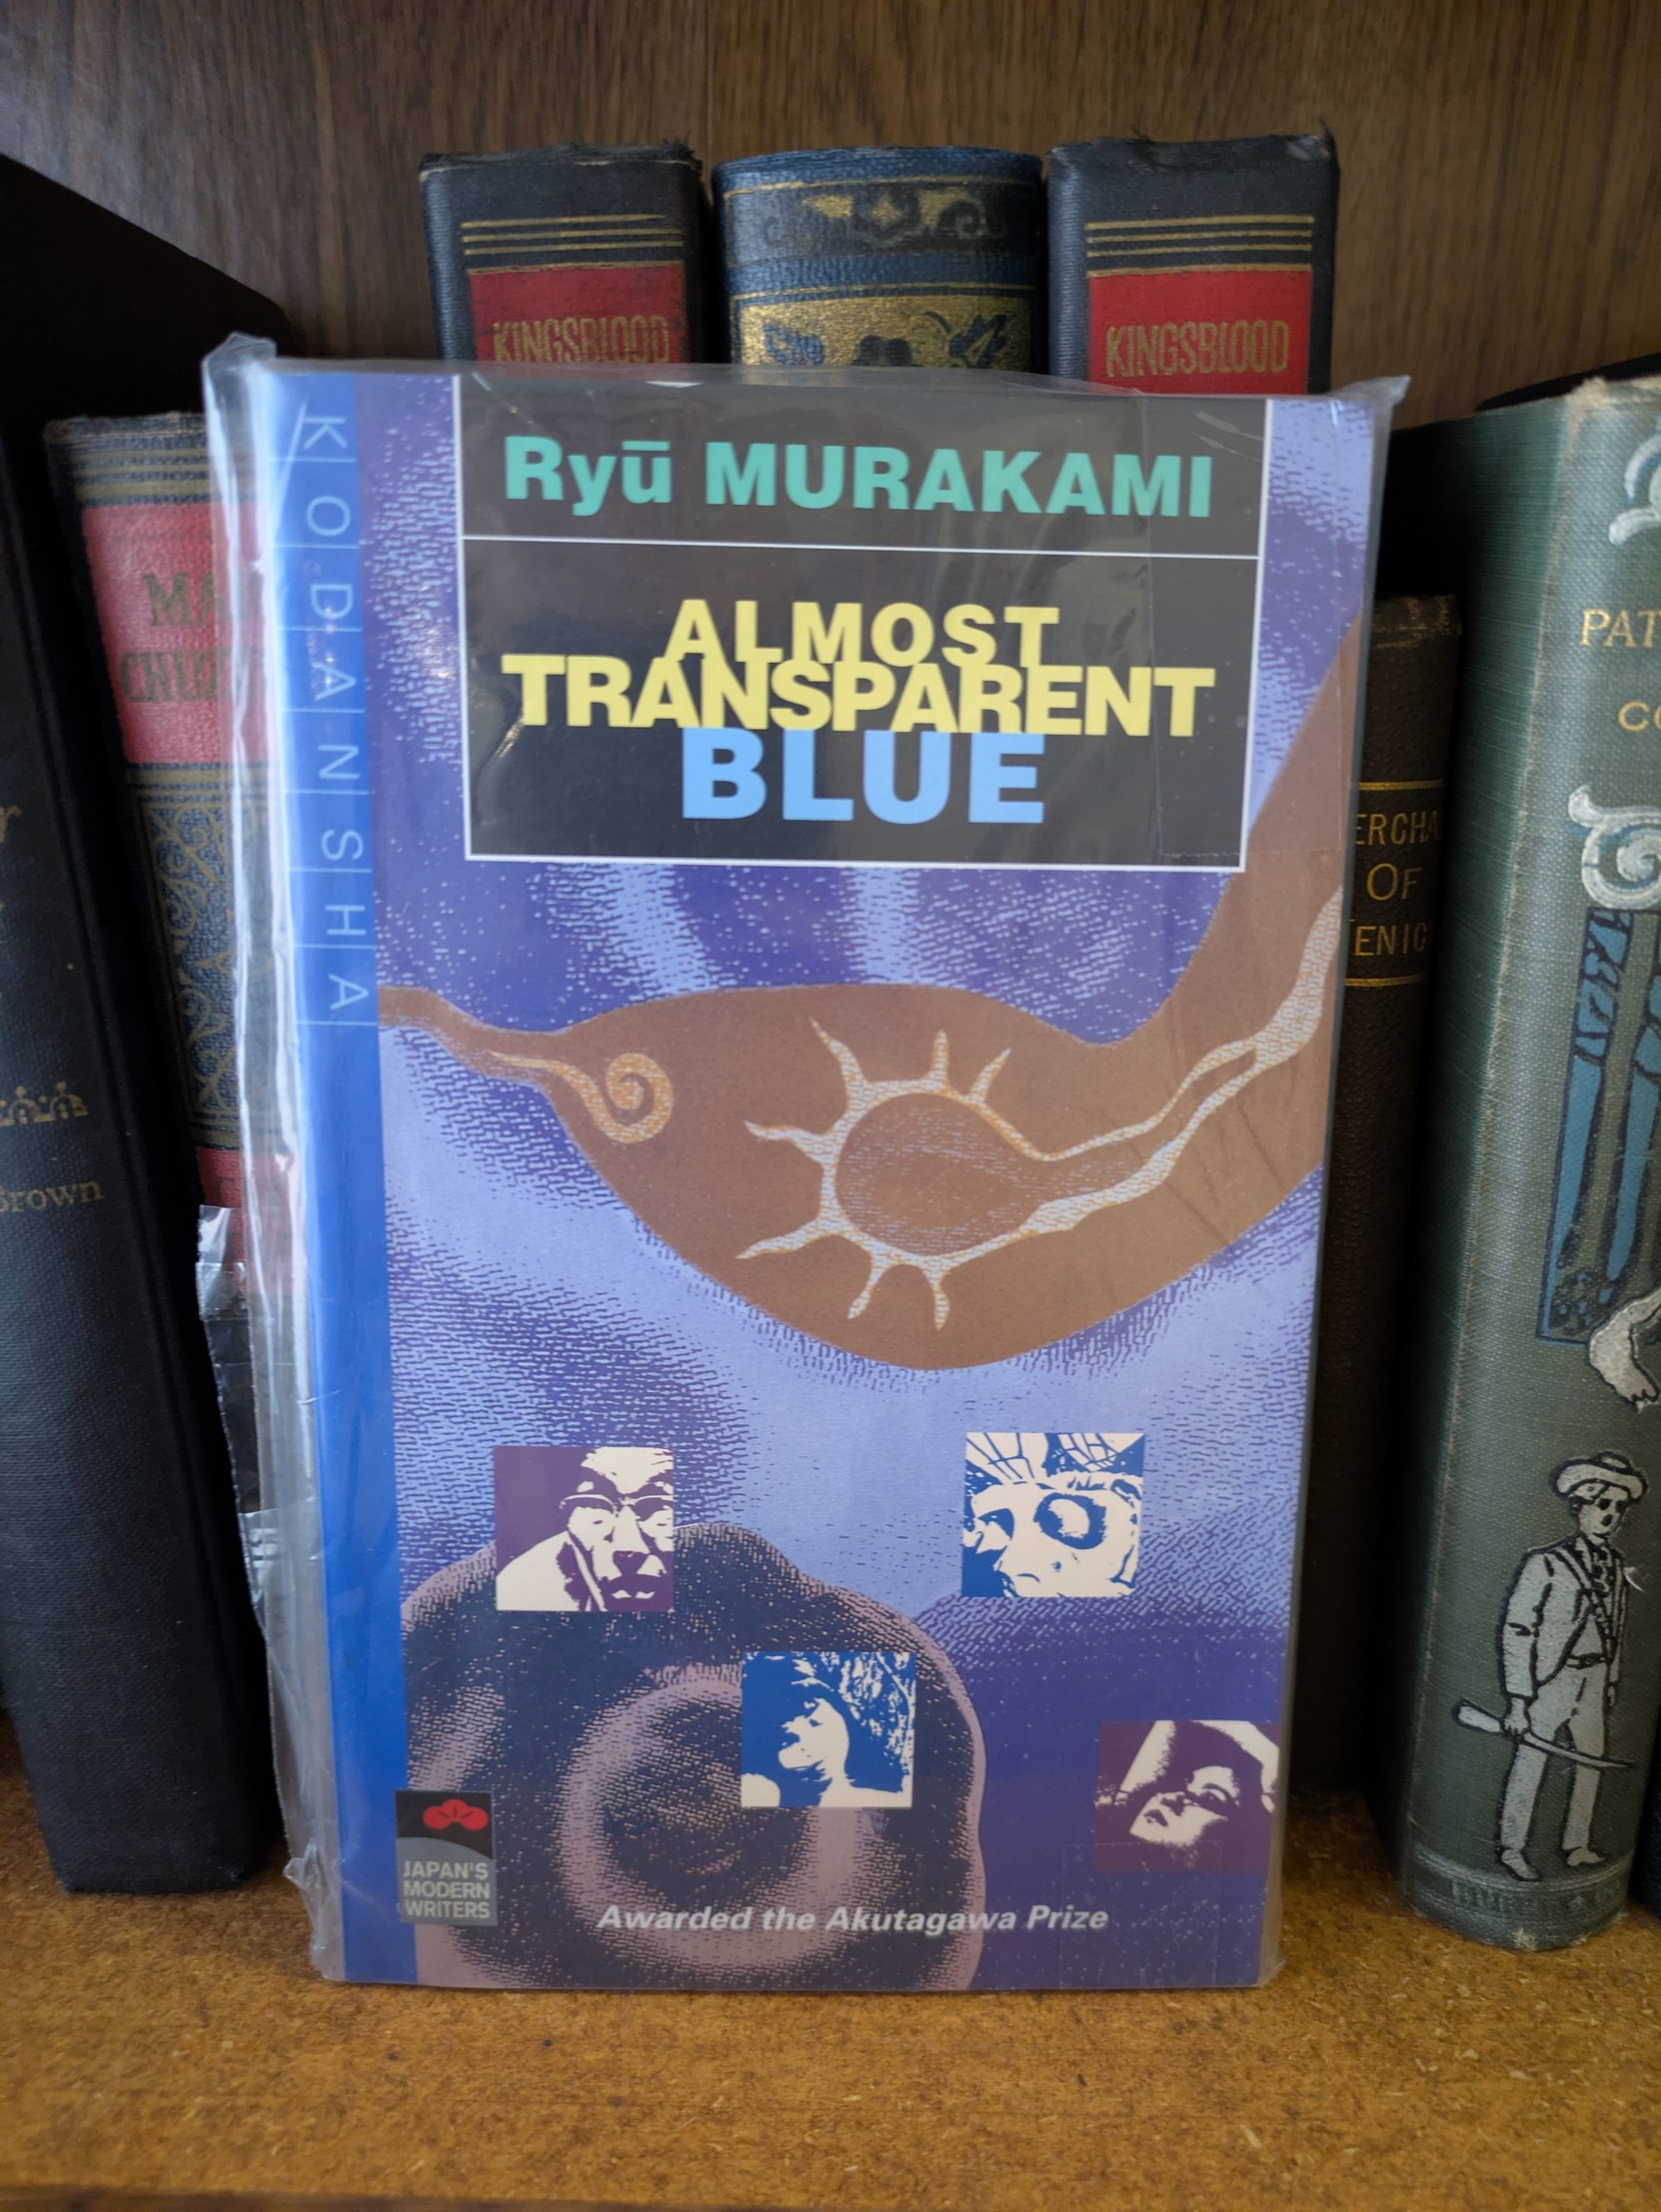 KINGSBLOOD
KINGSBLOOD
KODANSHA
Ryū MURAKAMI
ALMOST
TRANSPARENT
BLUE
JAPAN'S
MODERN
WRITERS
Awarded the Akutagawa Prize
Brown
OF